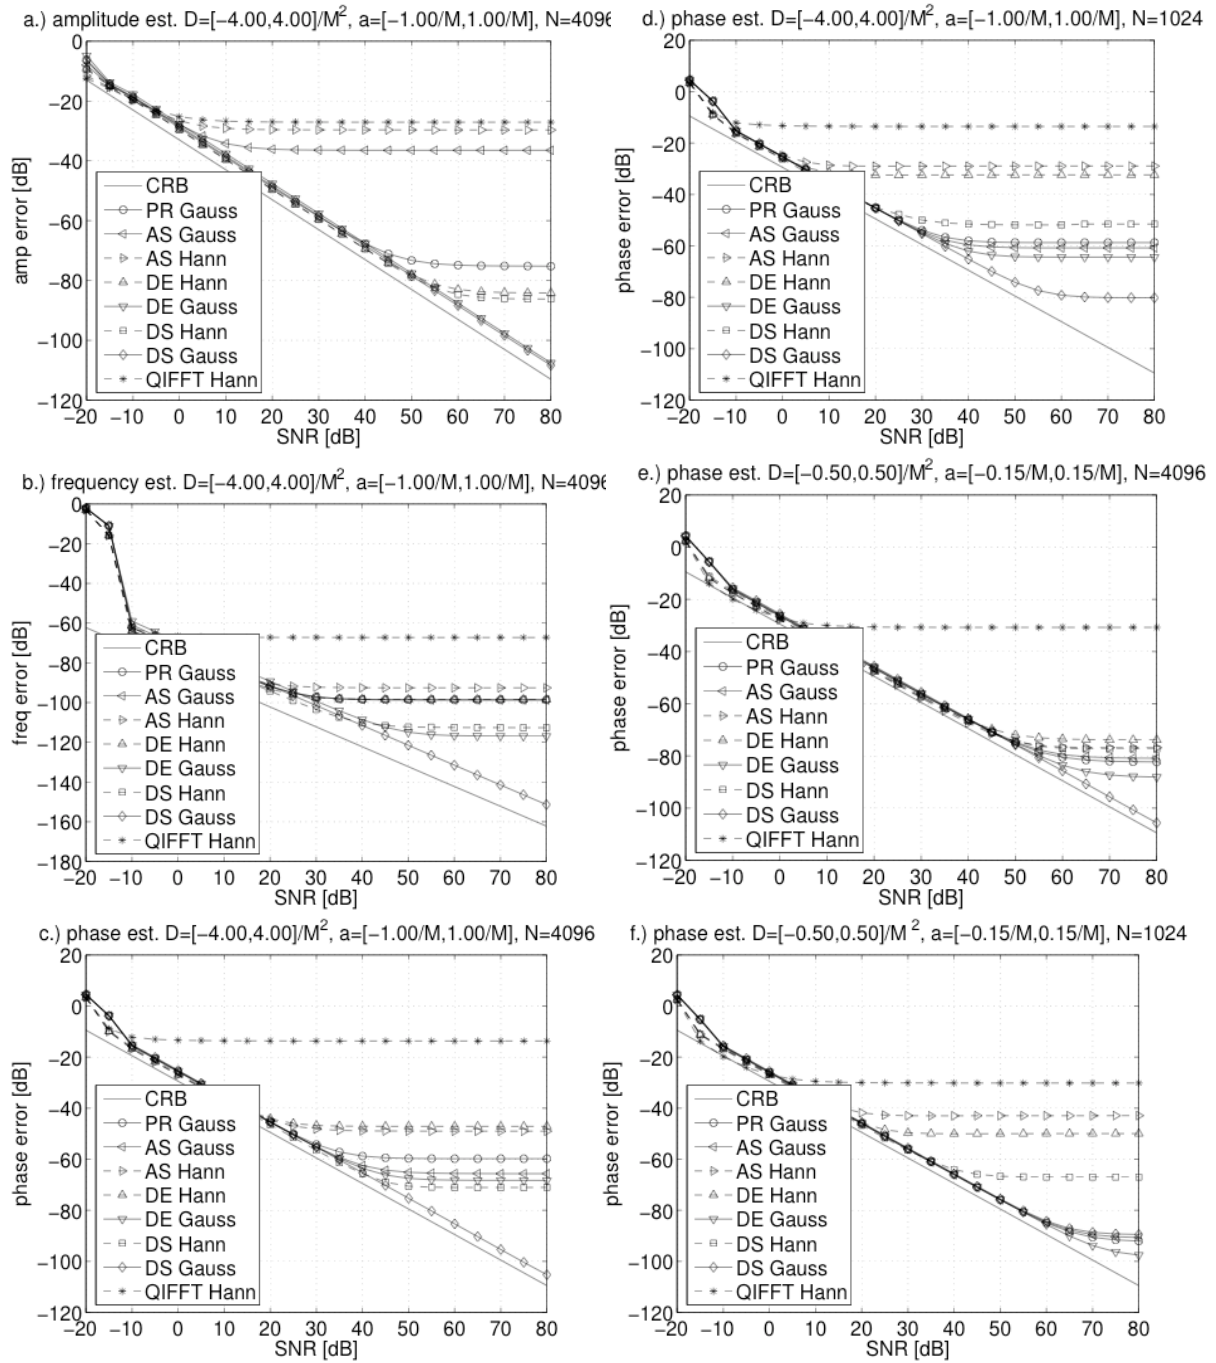 a.) amplitude est. D=[−4.00,4.00]/M², a=[−1.00/M,1.00/M], N=4096
0
−20
−40
−60
−80
−100
−120
amp error [dB]
CRB
PR Gauss
AS Gauss
AS Hann
DE Hann
DE Gauss
DS Hann
DS Gauss
QIFFT Hann
−20 −10 0 10 20 30 40 50 60 70 80
SNR [dB]
b.) frequency est. D=[−4.00,4.00]/M², a=[−1.00/M,1.00/M], N=4096
0
−20
−40
−60
−80
−100
−120
−140
−160
−180
freq error [dB]
CRB
PR Gauss
AS Gauss
AS Hann
DE Hann
DE Gauss
DS Hann
DS Gauss
QIFFT Hann
−20 −10 0 10 20 30 40 50 60 70 80
SNR [dB]
c.) phase est. D=[−4.00,4.00]/M², a=[−1.00/M,1.00/M], N=4096
20
0
−20
−40
−60
−80
−100
−120
phase error [dB]
CRB
PR Gauss
AS Gauss
AS Hann
DE Hann
DE Gauss
DS Hann
DS Gauss
QIFFT Hann
−20 −10 0 10 20 30 40 50 60 70 80
SNR [dB]
d.) phase est. D=[−4.00,4.00]/M², a=[−1.00/M,1.00/M], N=1024
20
0
−20
−40
−60
−80
−100
−120
phase error [dB]
CRB
PR Gauss
AS Gauss
AS Hann
DE Hann
DE Gauss
DS Hann
DS Gauss
QIFFT Hann
−20 −10 0 10 20 30 40 50 60 70 80
SNR [dB]
e.) phase est. D=[−0.50,0.50]/M², a=[−0.15/M,0.15/M], N=4096
20
0
−20
−40
−60
−80
−100
−120
phase error [dB]
CRB
PR Gauss
AS Gauss
AS Hann
DE Hann
DE Gauss
DS Hann
DS Gauss
QIFFT Hann
−20 −10 0 10 20 30 40 50 60 70 80
SNR [dB]
f.) phase est. D=[−0.50,0.50]/M², a=[−0.15/M,0.15/M], N=1024
20
0
−20
−40
−60
−80
−100
−120
phase error [dB]
CRB
PR Gauss
AS Gauss
AS Hann
DE Hann
DE Gauss
DS Hann
DS Gauss
QIFFT Hann
−20 −10 0 10 20 30 40 50 60 70 80
SNR [dB]